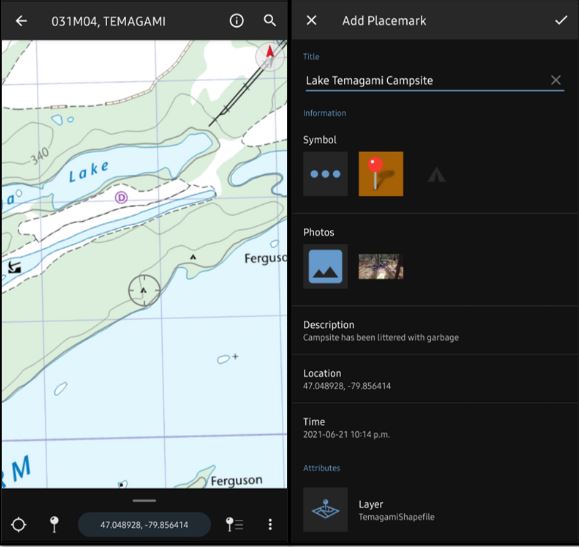 031M04, TEMAGAMI
340
Lake
a
D
Ferguso
RM
Ferguson
47.048928, -79.856414
Add Placemark
Title
Lake Temagami Campsite
Information
Symbol
Photos
Description
Campsite has been littered with garbage
Location
47.048928, -79.856414
Time
2021-06-21 10:14 p.m.
Attributes
Layer
TemagamiShapefile